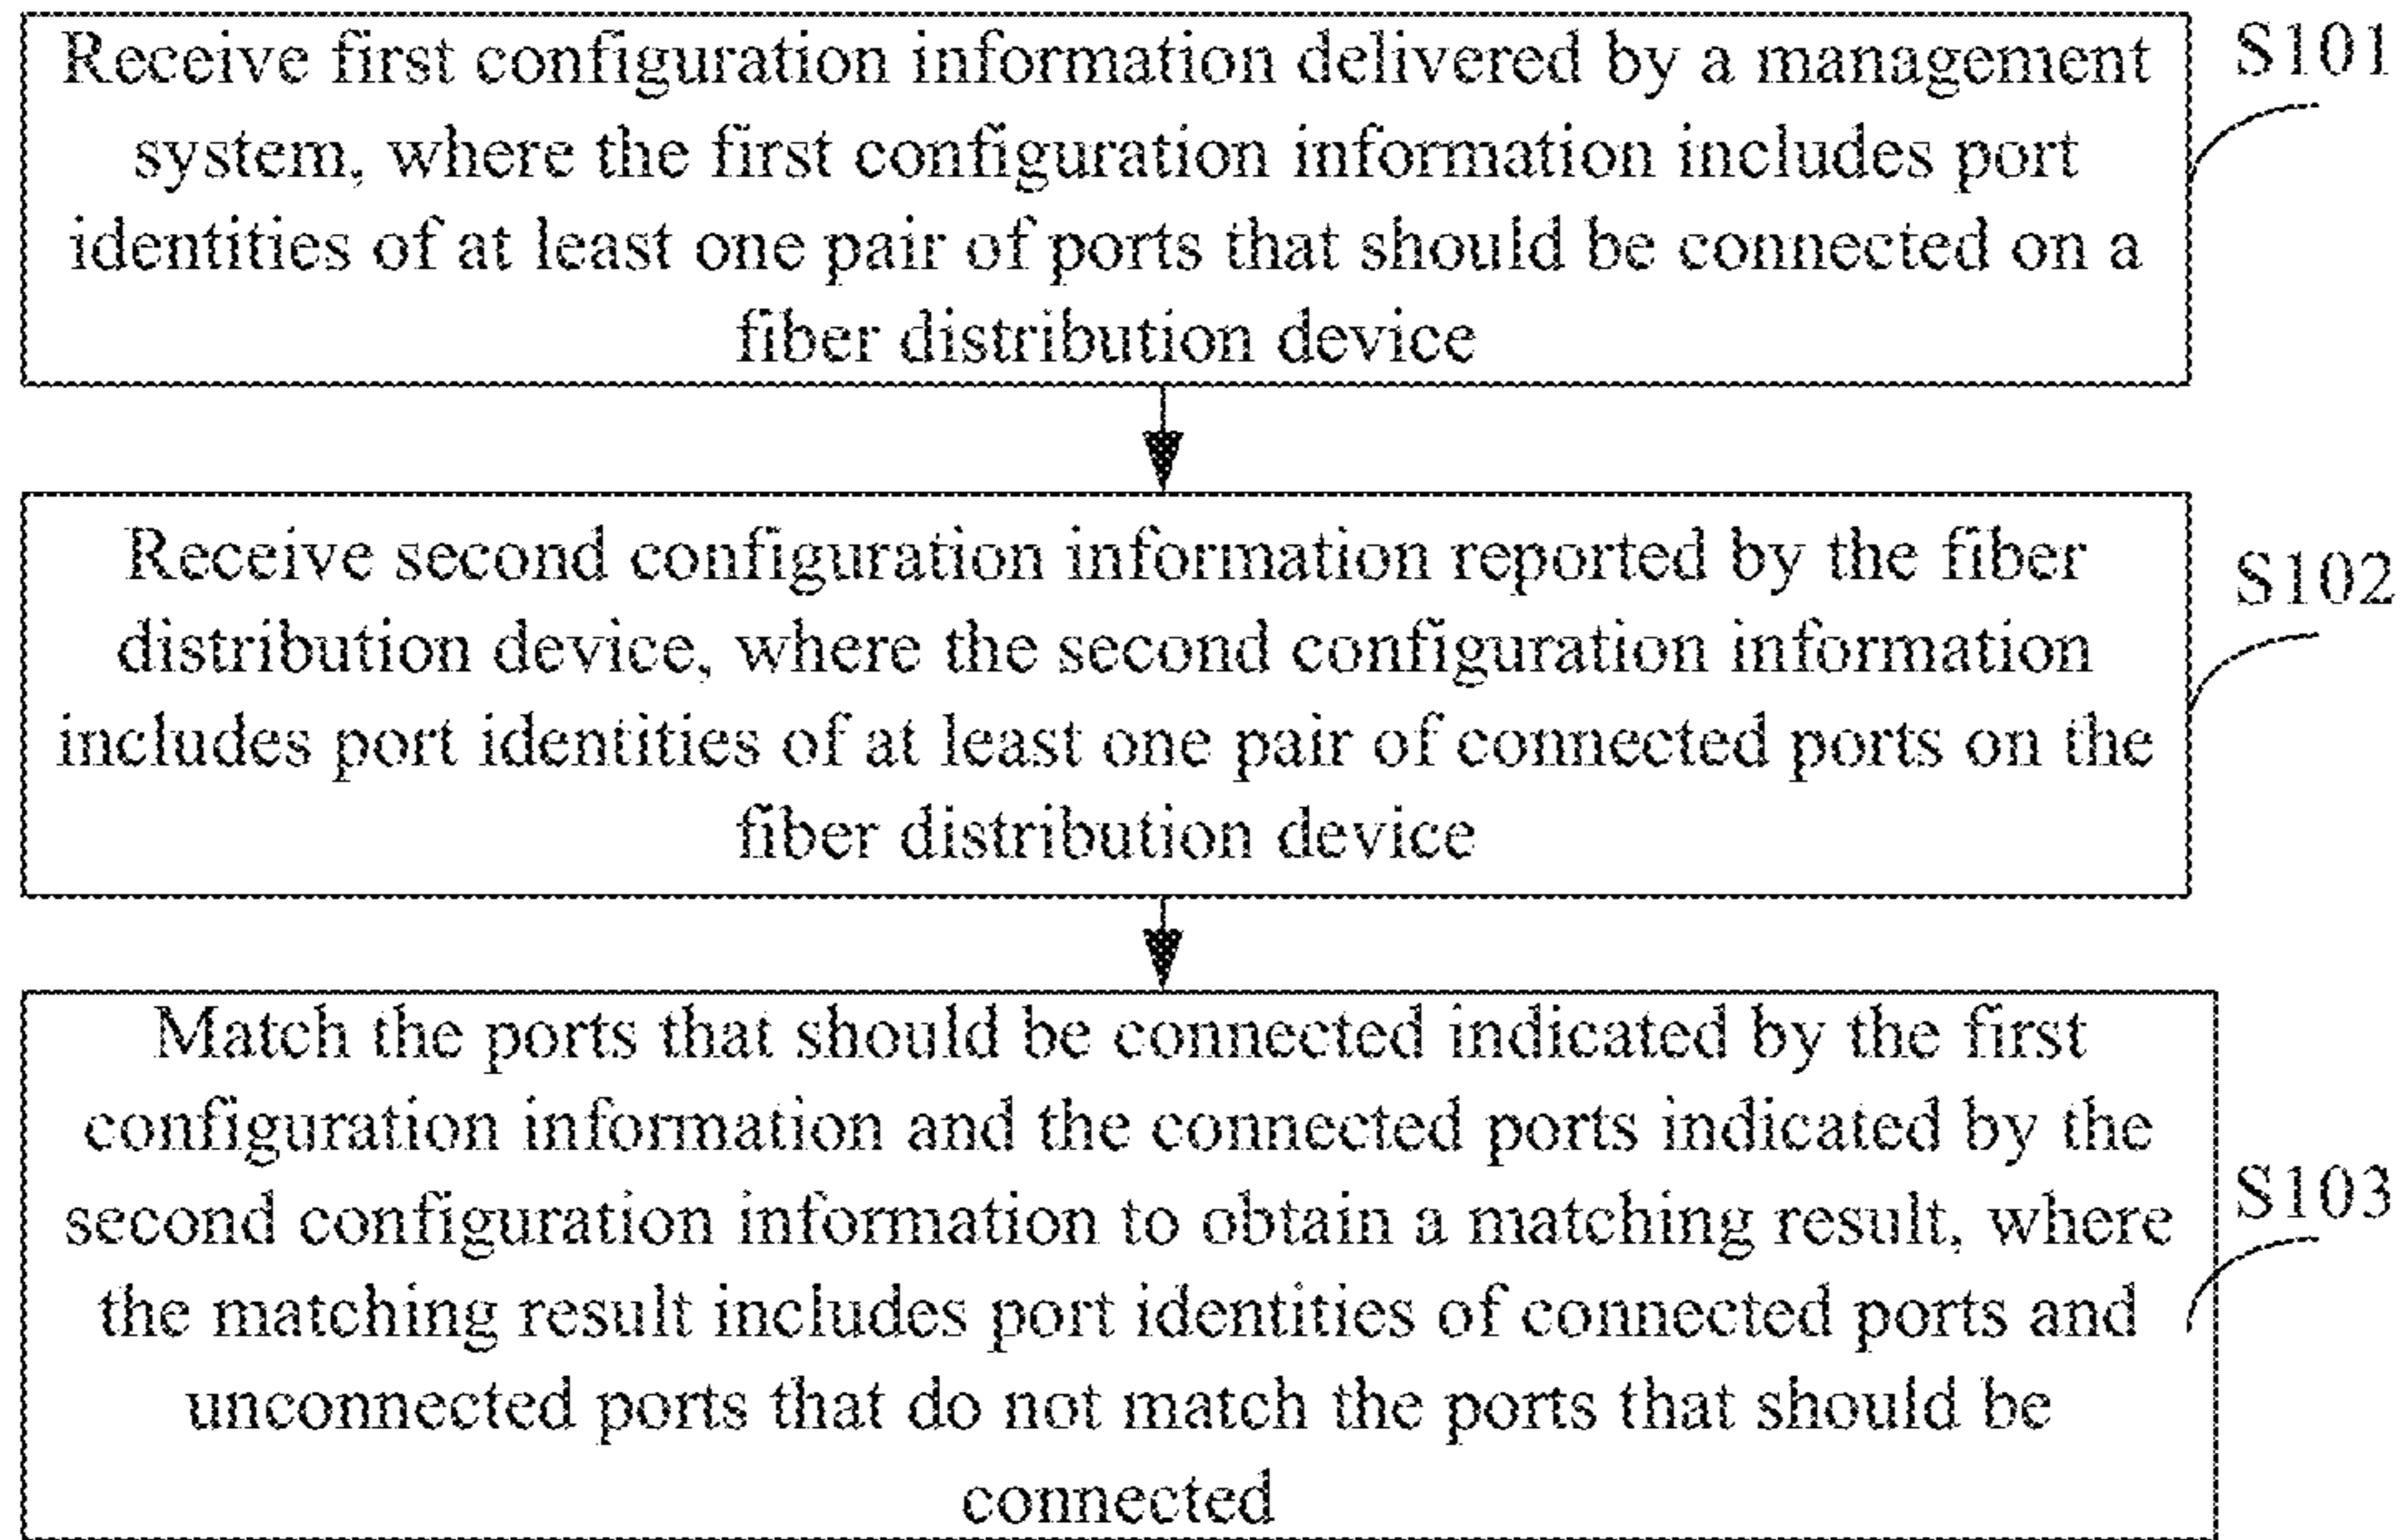 Receive first configuration information delivered by a management
system, where the first configuration information includes port
identities of at least one pair of ports that should be connected on a
fiber distribution device
S101
Receive second configuration information reported by the fiber
distribution device, where the second configuration information
includes port identities of at least one pair of connected ports on the
fiber distribution device
S102
Match the ports that should be connected indicated by the first
configuration information and the connected ports indicated by the
second configuration information to obtain a matching result, where
the matching result includes port identities of connected ports and
unconnected ports that do not match the ports that should be
connected
S103